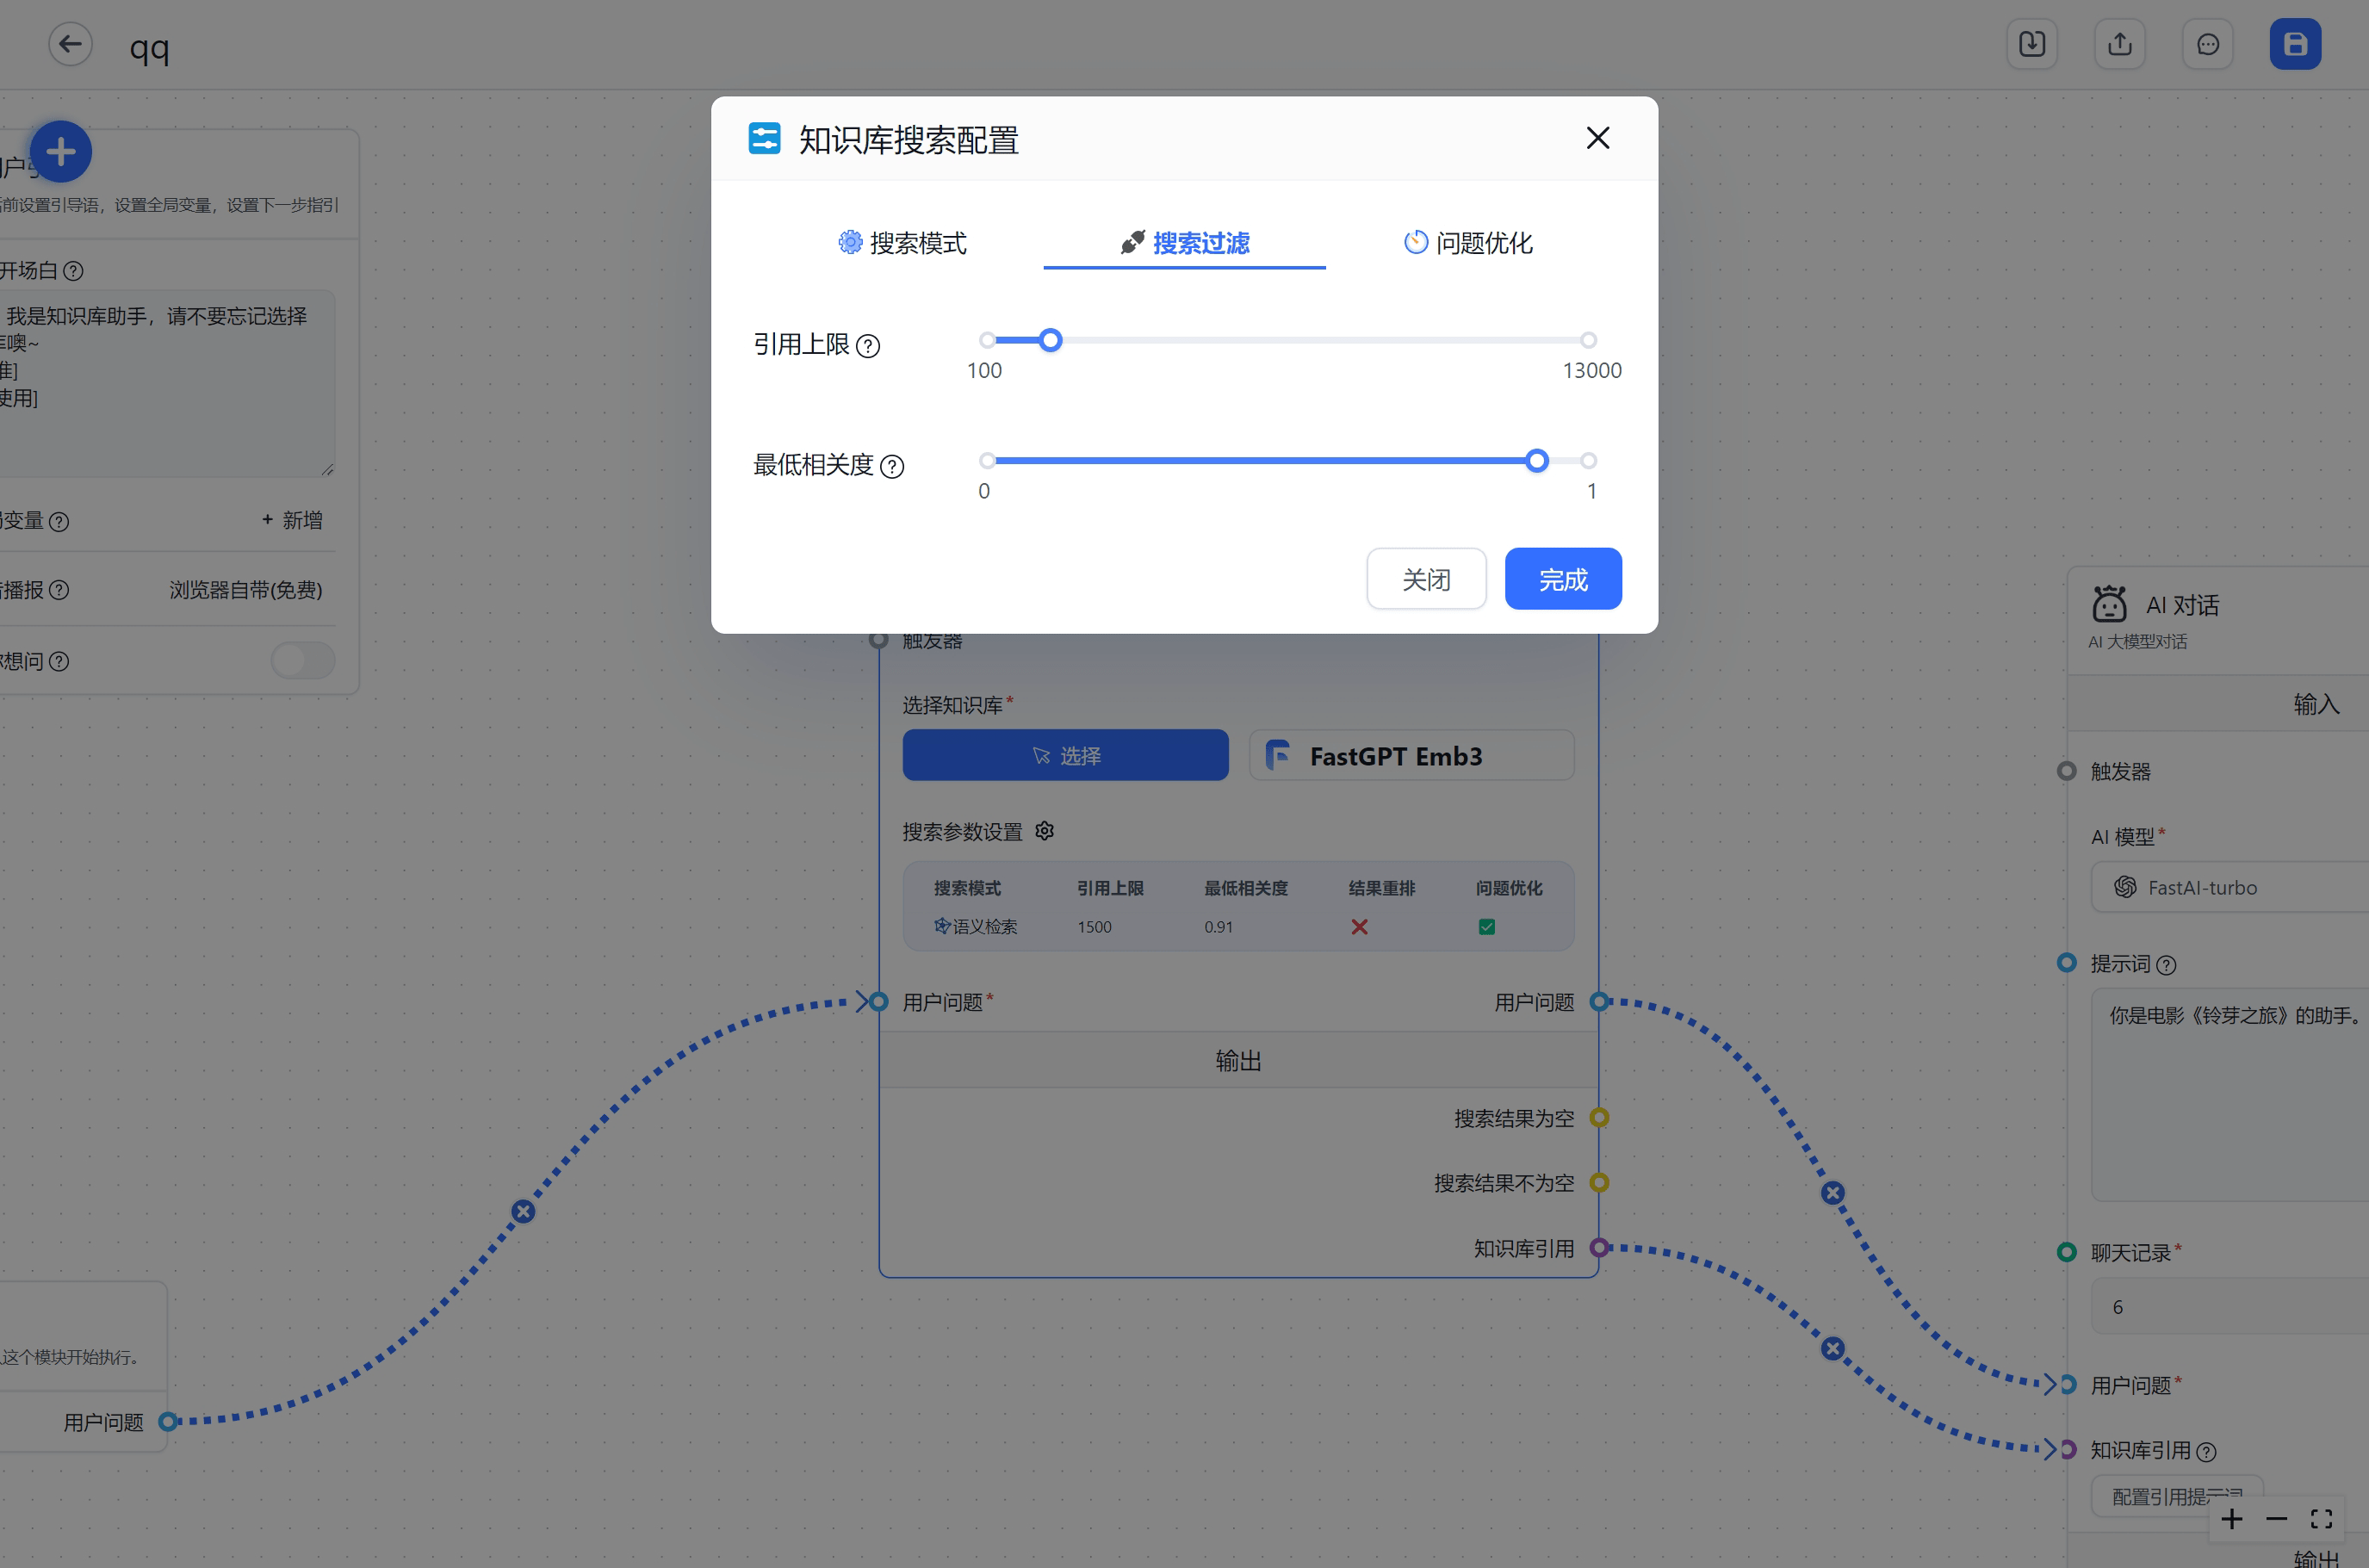 qq
知识库搜索配置
搜索模式
搜索过滤
问题优化
引用上限
100
13000
最低相关度
0
1
关闭
完成
前设置引导语，设置全局变量，设置下一步指引
开场白
我是知识库助手，请不要忘记选择
噢~
准]
使用]
变量
+ 新增
播报
浏览器自带(免费)
想问
这个模块开始执行。
用户问题
触发器
选择知识库*
选择
FastGPT Emb3
搜索参数设置
搜索模式 引用上限 最低相关度 结果重排 问题优化
语义检索 1500 0.91
用户问题*
用户问题
输出
搜索结果为空
搜索结果不为空
知识库引用
AI 对话
AI 大模型对话
输入
触发器
AI 模型*
FastAI-turbo
提示词
你是电影《铃芽之旅》的助手。
聊天记录*
6
用户问题*
知识库引用
配置引用提示词
输出